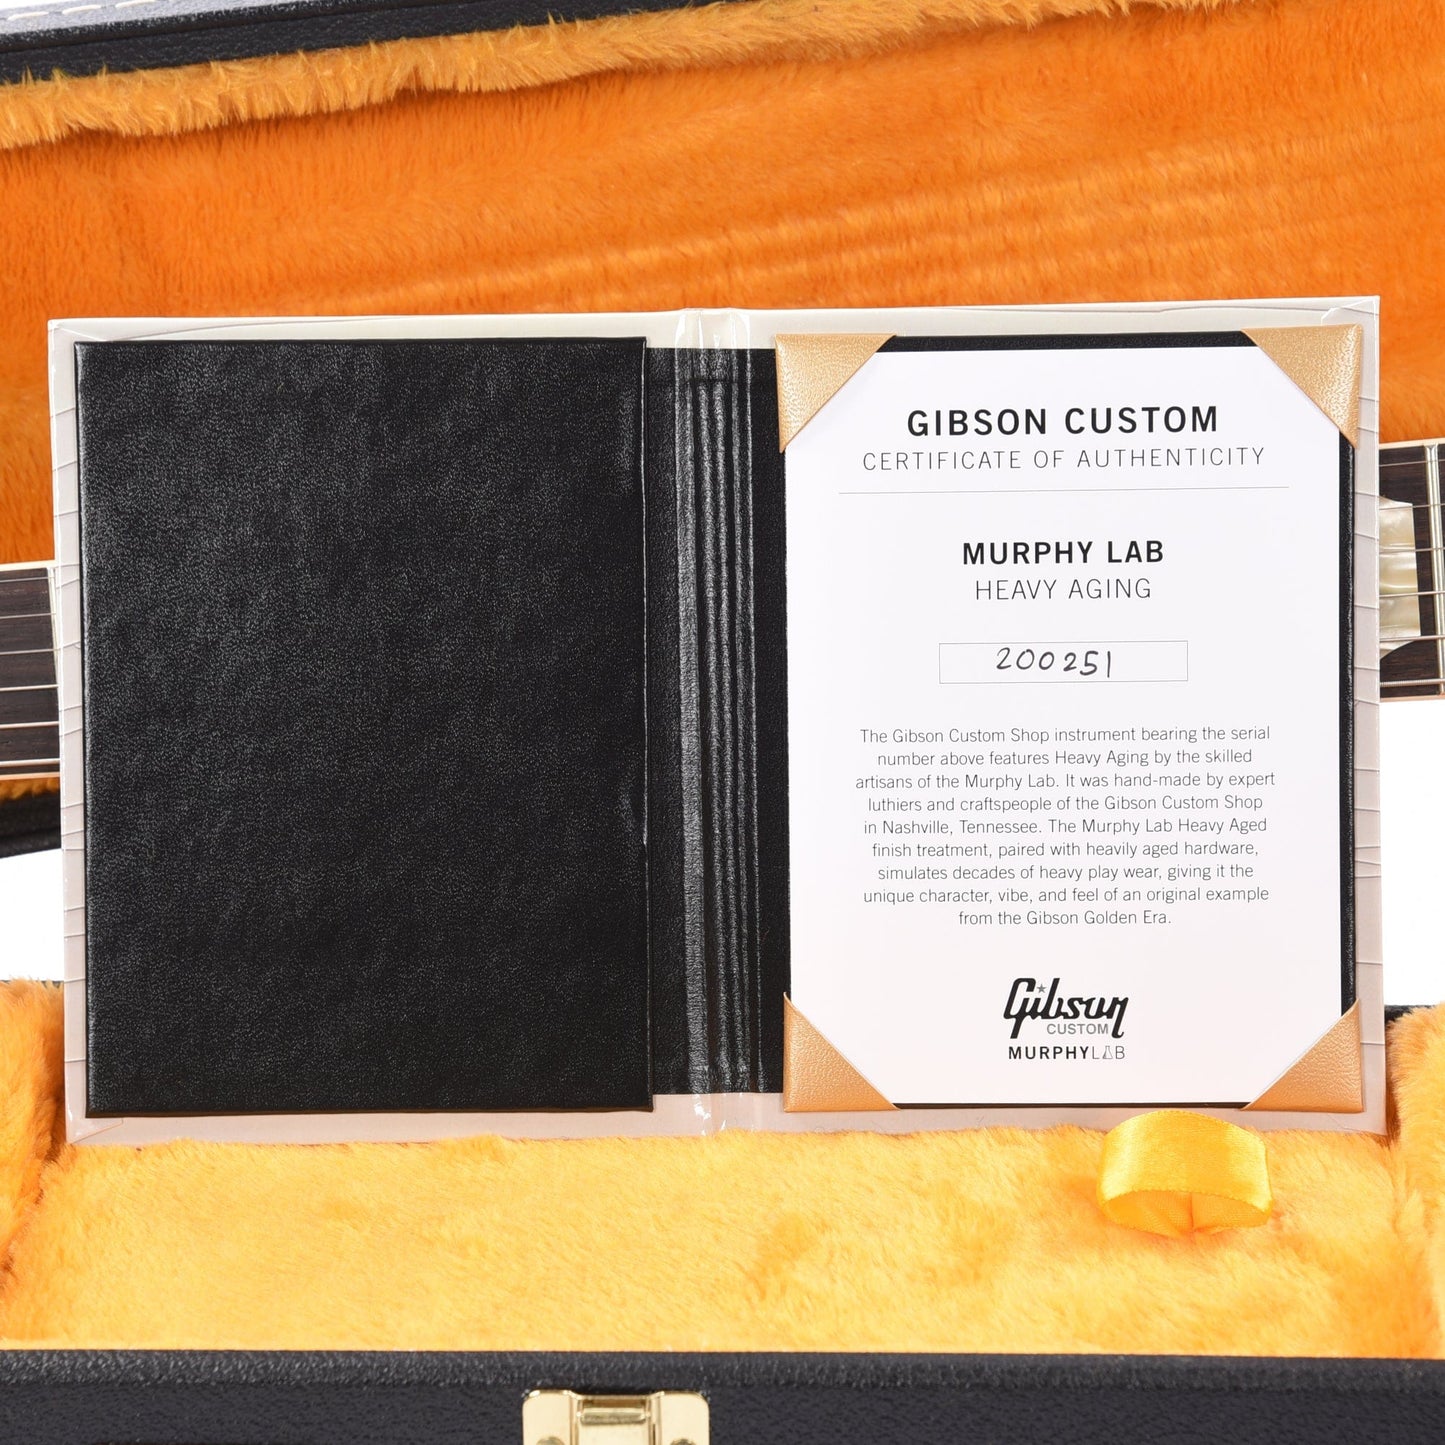 GIBSON CUSTOM
CERTIFICATE OF AUTHENTICITY
MURPHY LAB
HEAVY AGING
200251
The Gibson Custom Shop instrument bearing the serial
number above features Heavy Aging by the skilled
artisans of the Murphy Lab. It was hand-made by expert
luthiers and craftspeople of the Gibson Custom Shop
in Nashville, Tennessee. The Murphy Lab Heavy Aged
finish treatment, paired with heavily aged hardware,
simulates decades of heavy play wear, giving it the
unique character, vibe, and feel of an original example
from the Gibson Golden Era.
Gibson
CUSTOM
MURPHYLAB